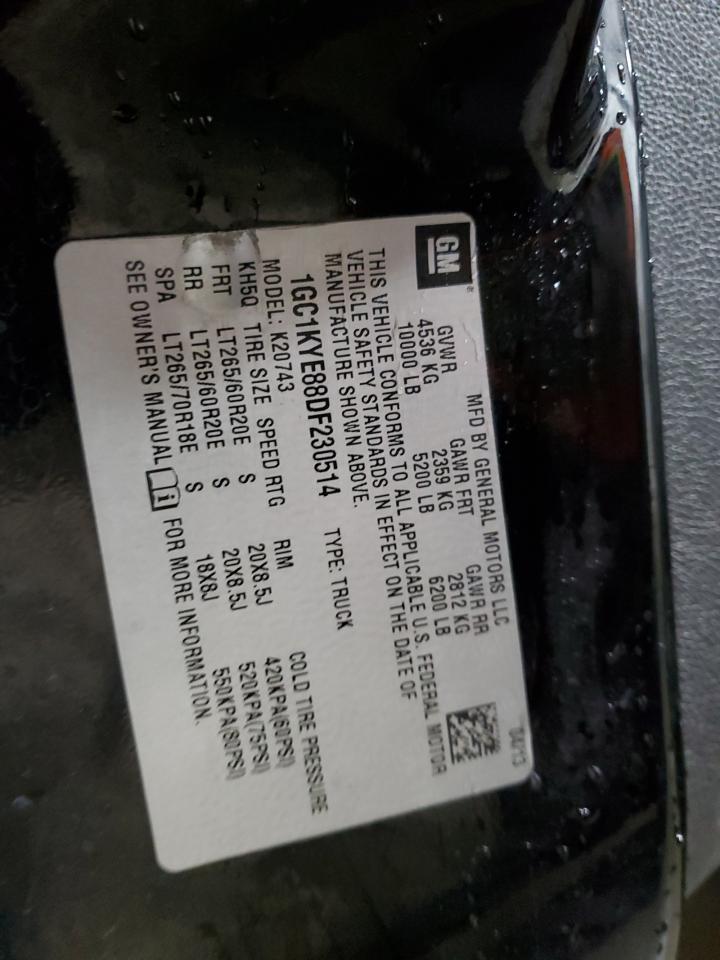 GM
MFD BY GENERAL MOTORS LLC 04/13
GVWR GAWR FRT GAWR RR
4536 KG 2359 KG 2812 KG
10000 LB 5200 LB 6200 LB
THIS VEHICLE CONFORMS TO ALL APPLICABLE U.S. FEDERAL MOTOR
VEHICLE SAFETY STANDARDS IN EFFECT ON THE DATE OF
MANUFACTURE SHOWN ABOVE.
1GC1KYE88DF230514 TYPE: TRUCK
MODEL: K20743
KH5Q TIRE SIZE SPEED RTG RIM COLD TIRE PRESSURE
FRT LT265/60R20E S 20X8.5J 420KPA(60PSI)
RR LT265/60R20E S 20X8.5J 520KPA(75PSI)
SPA LT265/70R18E S 18X8J 550KPA(80PSI)
SEE OWNER'S MANUAL FOR MORE INFORMATION.